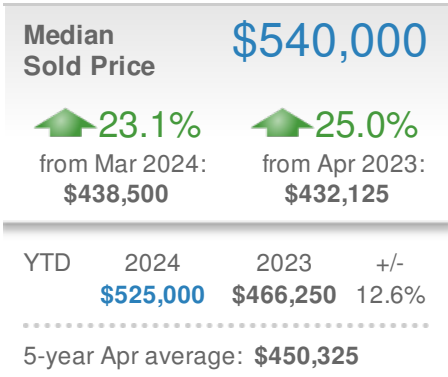 Median $540,000
Sold Price
23.1% 25.0%
from Mar 2024: from Apr 2023:
$438,500 $432,125
YTD 2024 2023 +/-
$525,000 $466,250 12.6%
5-year Apr average: $450,325